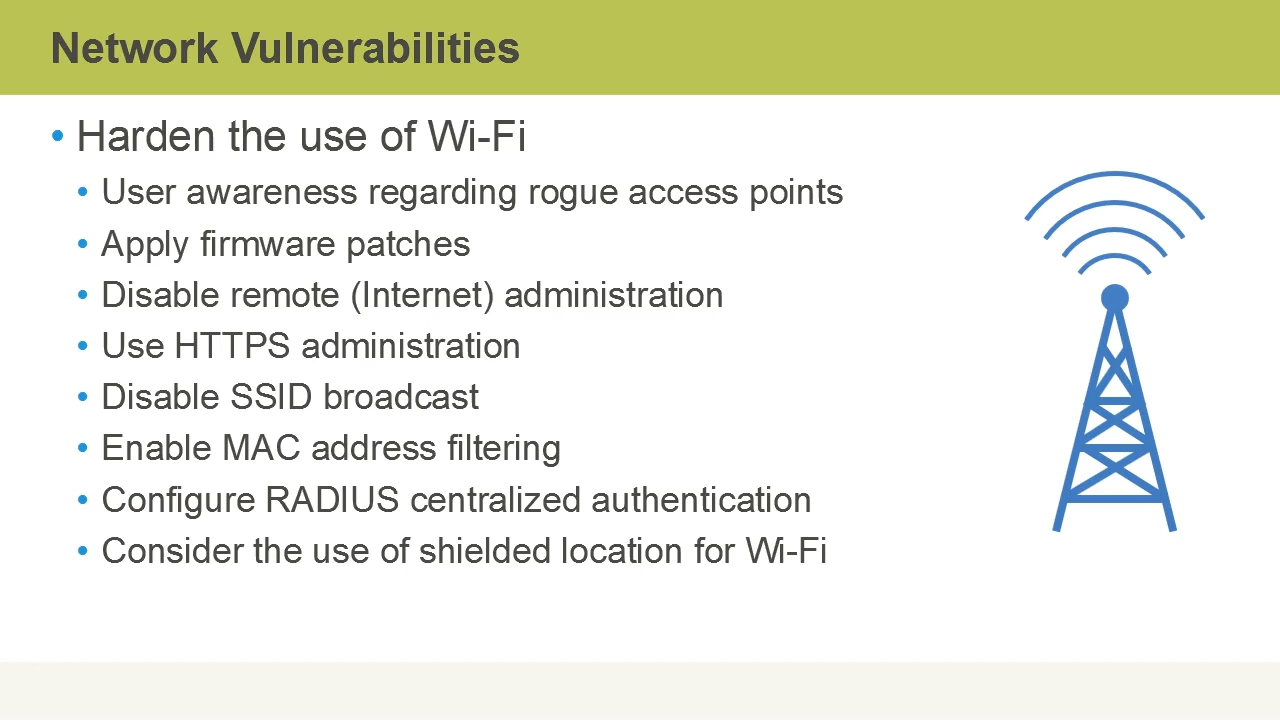 Network Vulnerabilities
• Harden the use of Wi-Fi
• User awareness regarding rogue access points
• Apply firmware patches
• Disable remote (Internet) administration
• Use HTTPS administration
• Disable SSID broadcast
• Enable MAC address filtering
• Configure RADIUS centralized authentication
• Consider the use of shielded location for Wi-Fi